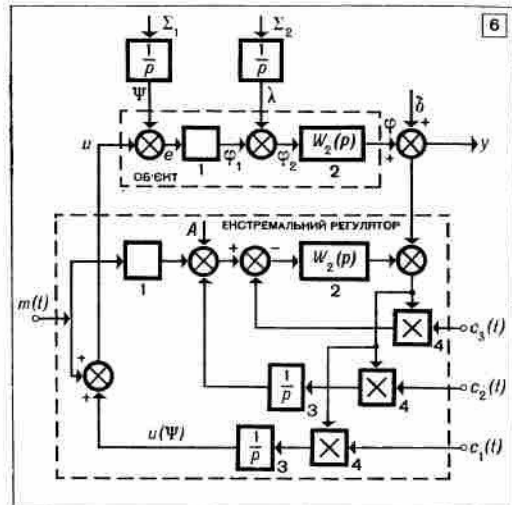 6
Σ₁ Σ₂
1/p 1/p
Ψ λ δ
u e φ₁ φ₂ W₂(p) φ + + y
1 2
ОБ'ЄКТ
ЕКСТРЕМАЛЬНИЙ РЕГУЛЯТОР
A + − W₂(p)
1 2
m(t)
× 4 c₃(t)
+ 1/p 3 × 4 c₂(t)
+ u(Ψ) 1/p 3 × 4 c₁(t)